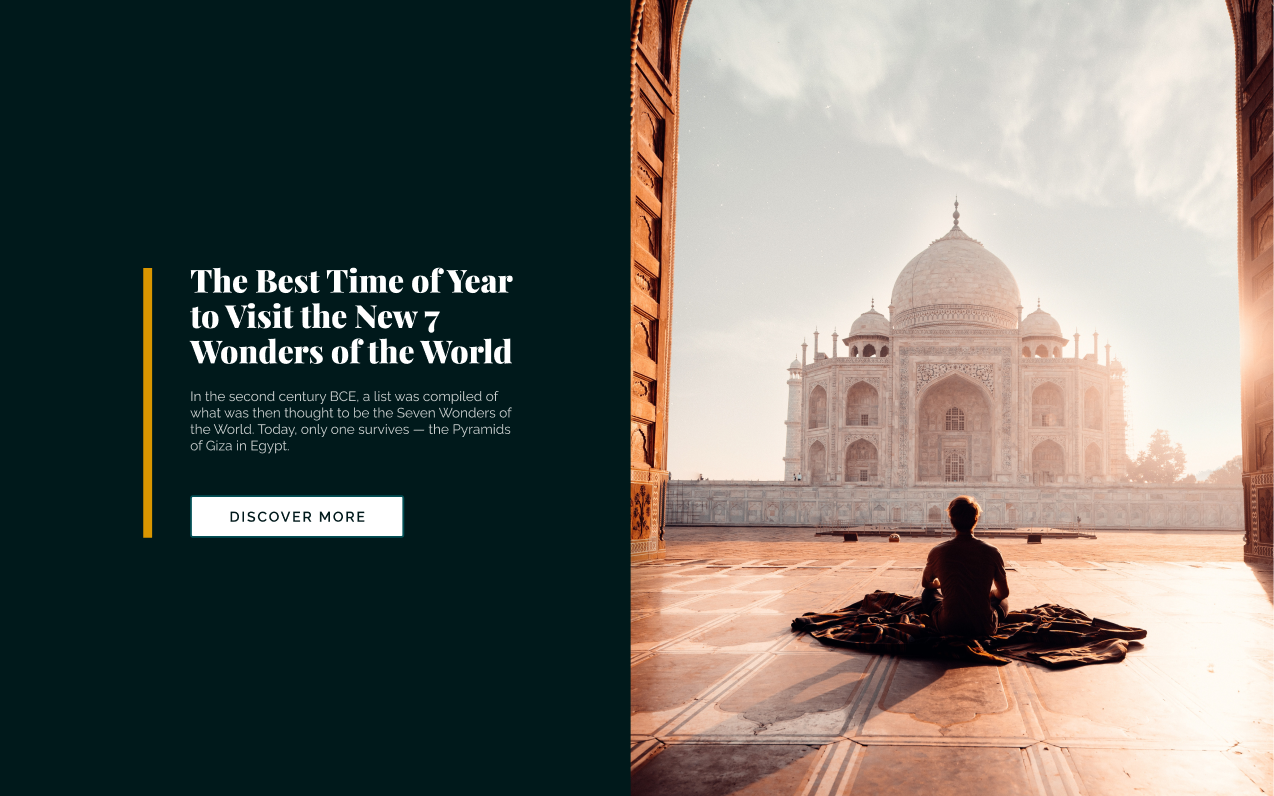 The Best Time of Year
to Visit the New 7
Wonders of the World
In the second century BCE, a list was compiled of
what was then thought to be the Seven Wonders of
the World. Today, only one survives — the Pyramids
of Giza in Egypt.
DISCOVER MORE